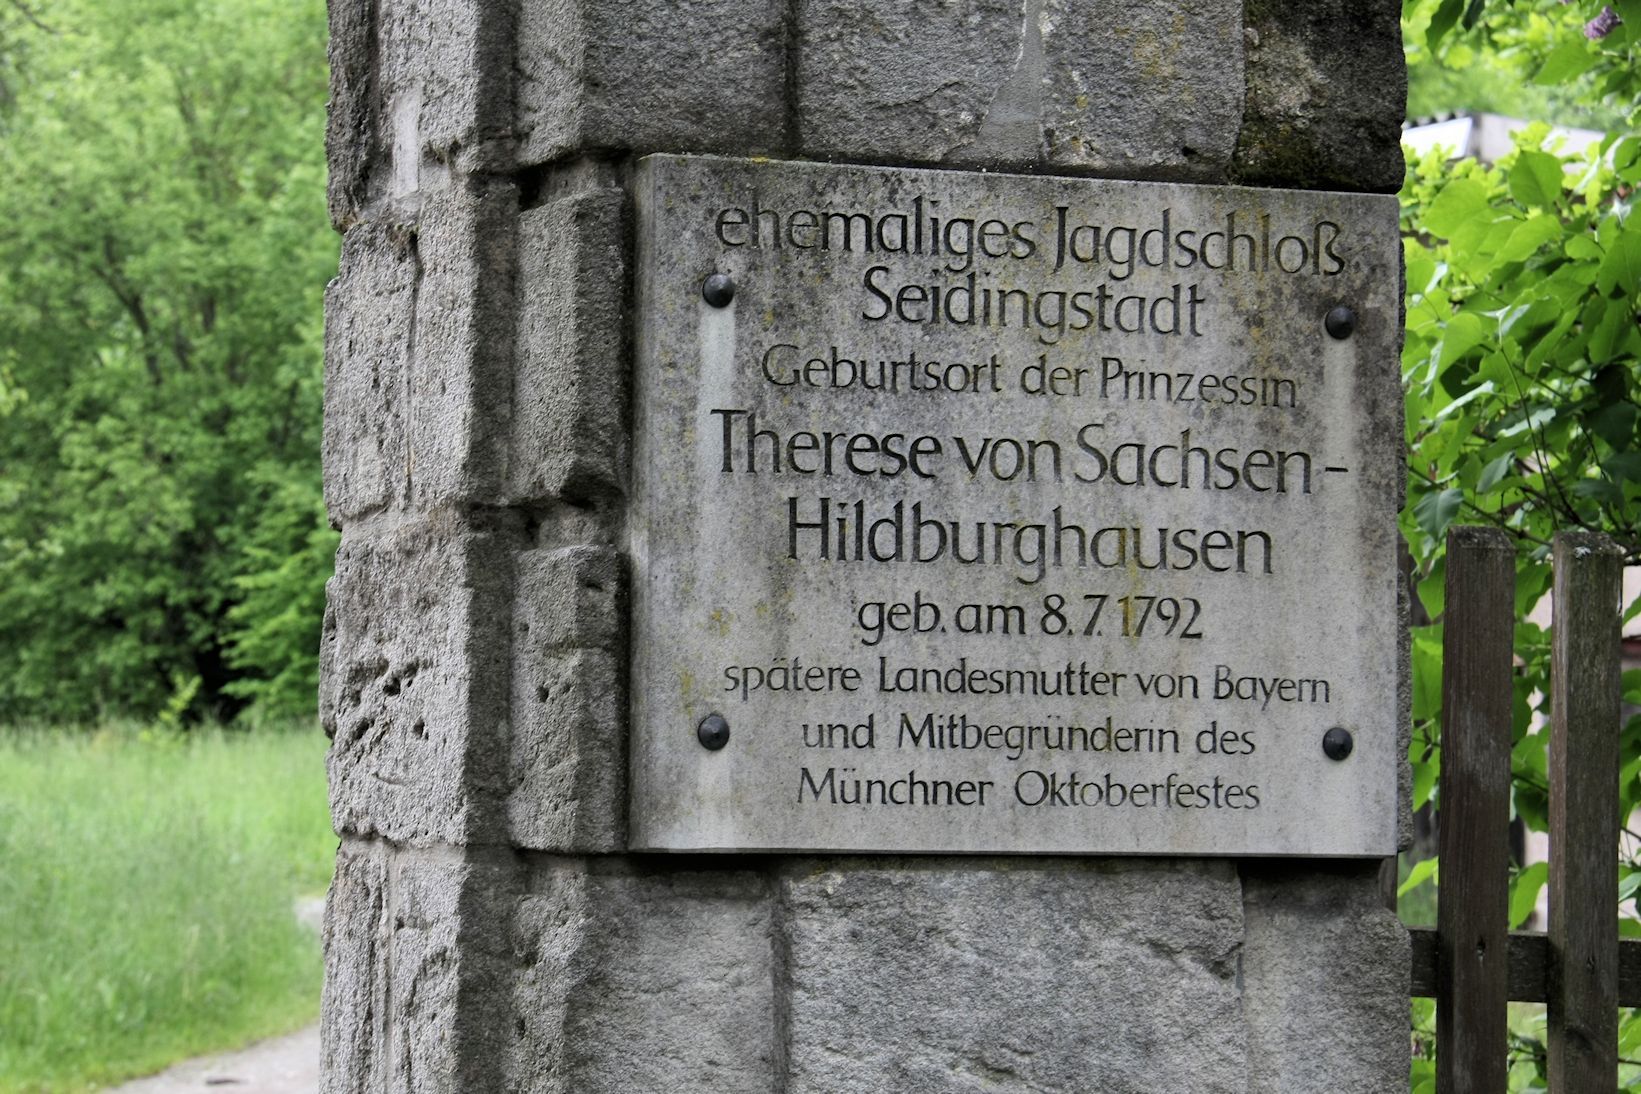 ehemaliges Jagdschloß
Seidingstadt
Geburtsort der Prinzessin
Therese von Sachsen-
Hildburghausen
geb. am 8.7.1792
spätere Landesmutter von Bayern
und Mitbegründerin des
Münchner Oktoberfestes